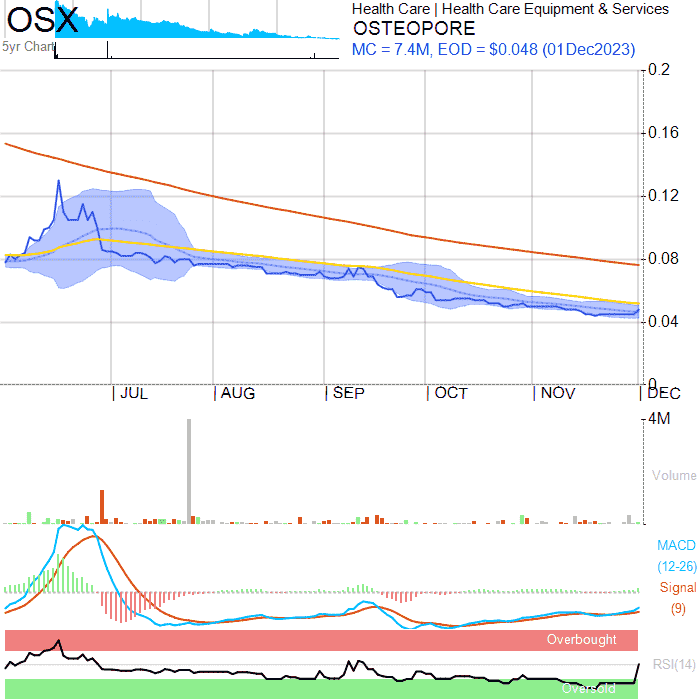 OSX
Health Care | Health Care Equipment & Services
OSTEOPORE
5yr Chart
MC = 7.4M, EOD = $0.048 (01Dec2023)
0.2
0.16
0.12
0.08
0.04
0
JUL
AUG
SEP
OCT
NOV
DEC
4M
Volume
MACD
(12-26)
Signal
(9)
Overbought
RSI(14)
Oversold